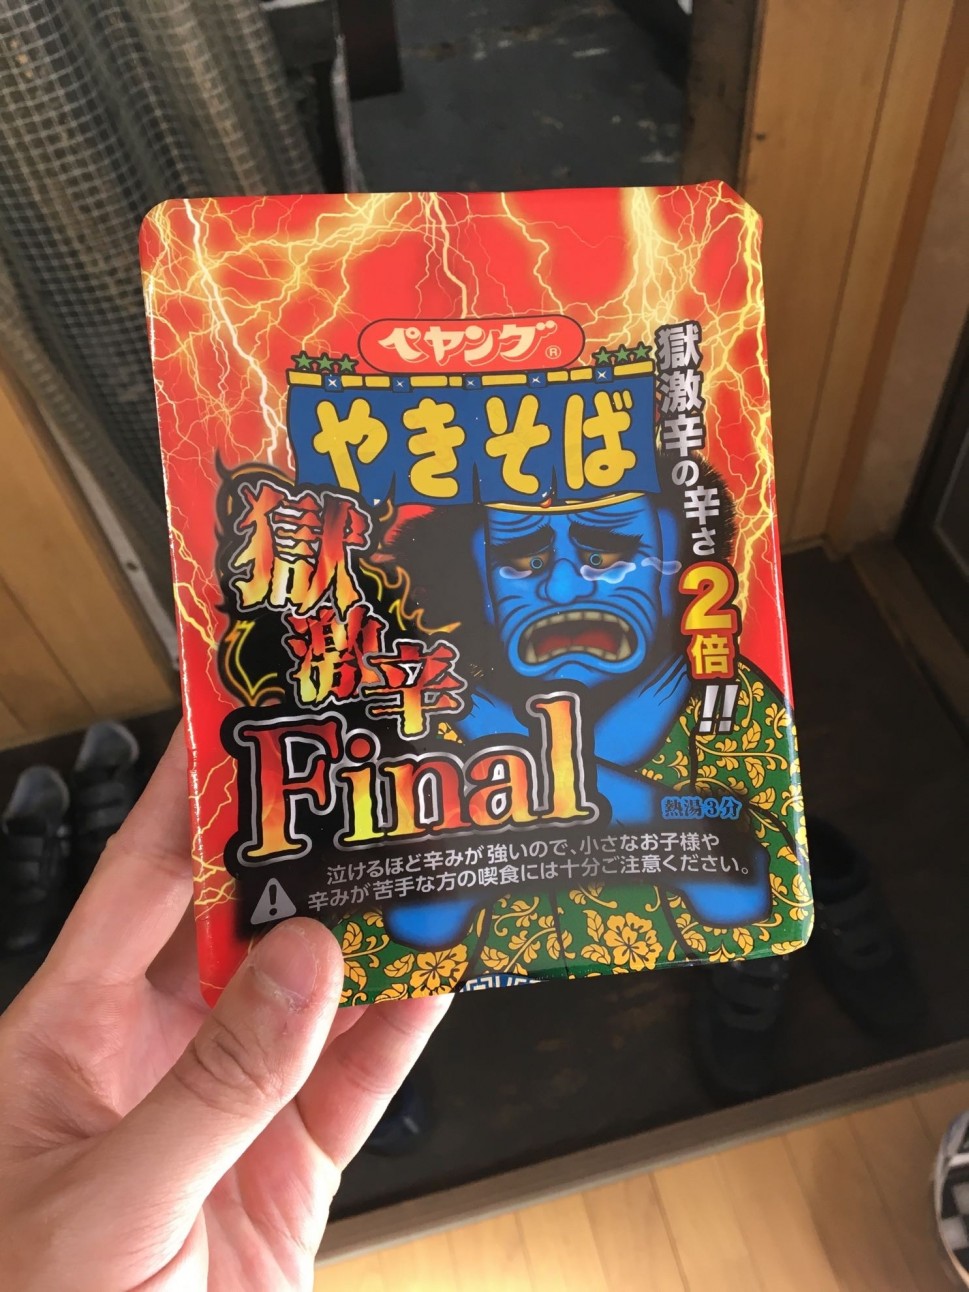 ペヤング®
やきそば
獄激辛の辛さ2倍!!
獄激辛
Final
熱湯3分
泣けるほど辛みが強いので、小さなお子様や
辛みが苦手な方の喫食には十分ご注意ください。